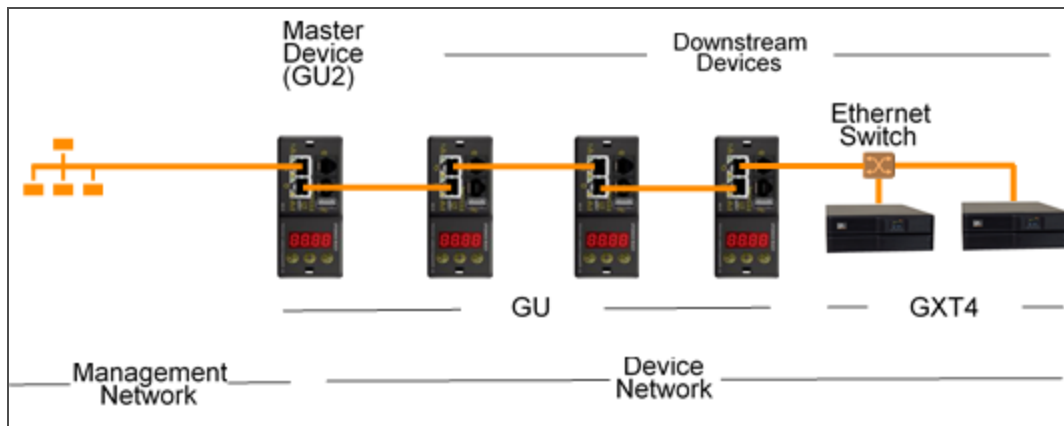 Master
Device
(GU2)
Downstream
Devices
Ethernet
Switch
GU
GXT4
Management
Network
Device
Network